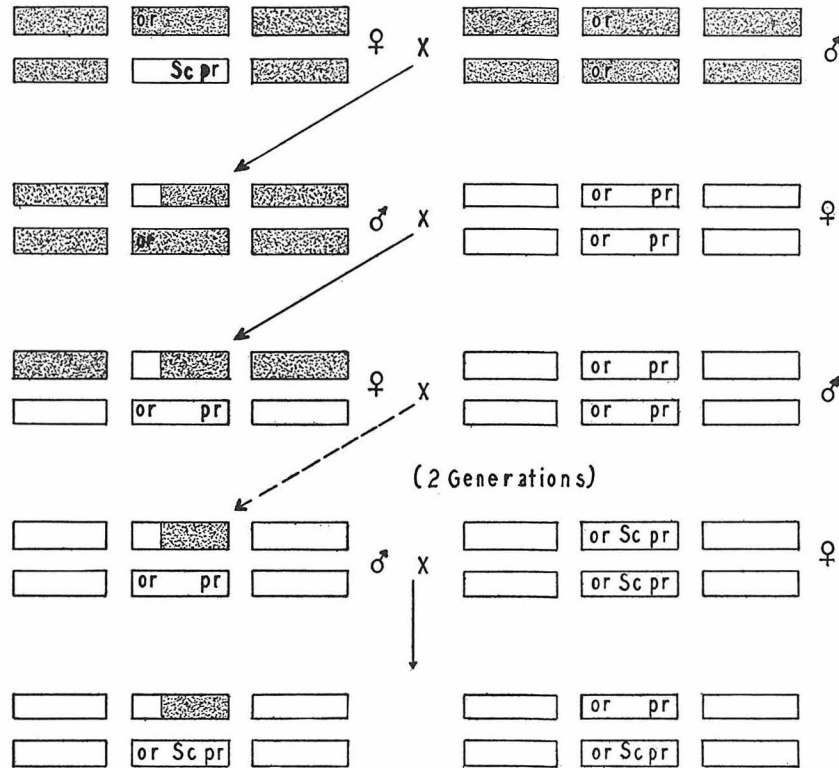 or or
♀ X ♂
Sc pr or
or pr
♂ X ♀
or or pr
or pr
♀ X ♂
or pr or pr
(2 Generations)
or Sc pr
♂ X ♀
or pr or Sc pr
or pr
or Sc pr or Sc pr